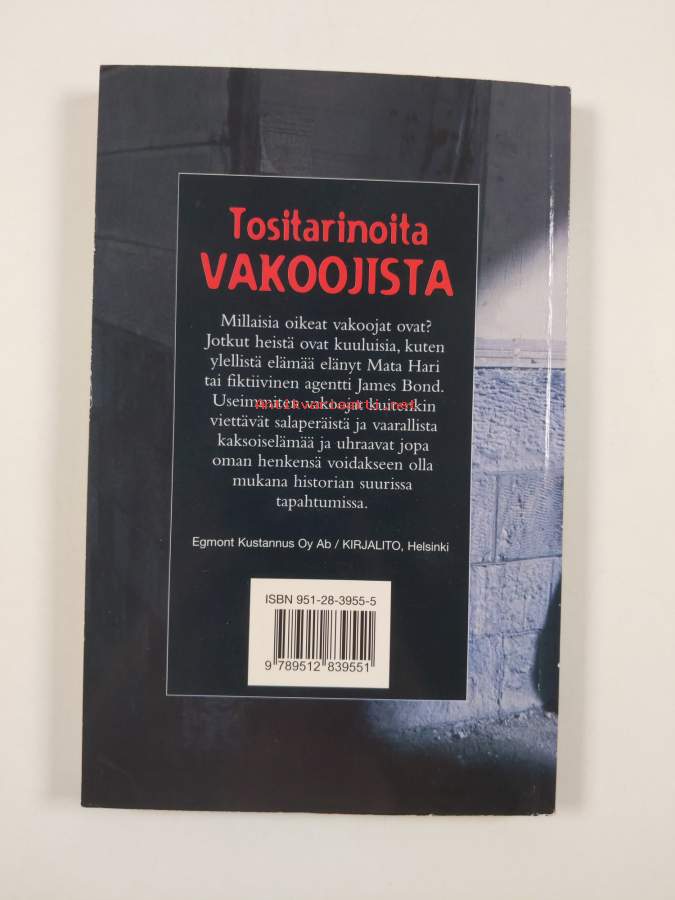 Tositarinoita
VAKOOJISTA
Millaisia oikeat vakoojat ovat?
Jotkut heistä ovat kuuluisia, kuten
ylellistä elämää elänyt Mata Hari
tai fiktiivinen agentti James Bond.
Useimmiten vakoojat kuitenkin
viettävät salaperäistä ja vaarallista
kaksoiselämää ja uhraavat jopa
oman henkensä voidakseen olla
mukana historian suurissa
tapahtumissa.
Egmont Kustannus Oy Ab / KIRJALITO, Helsinki
ISBN 951-28-3955-5
9 789512 839551